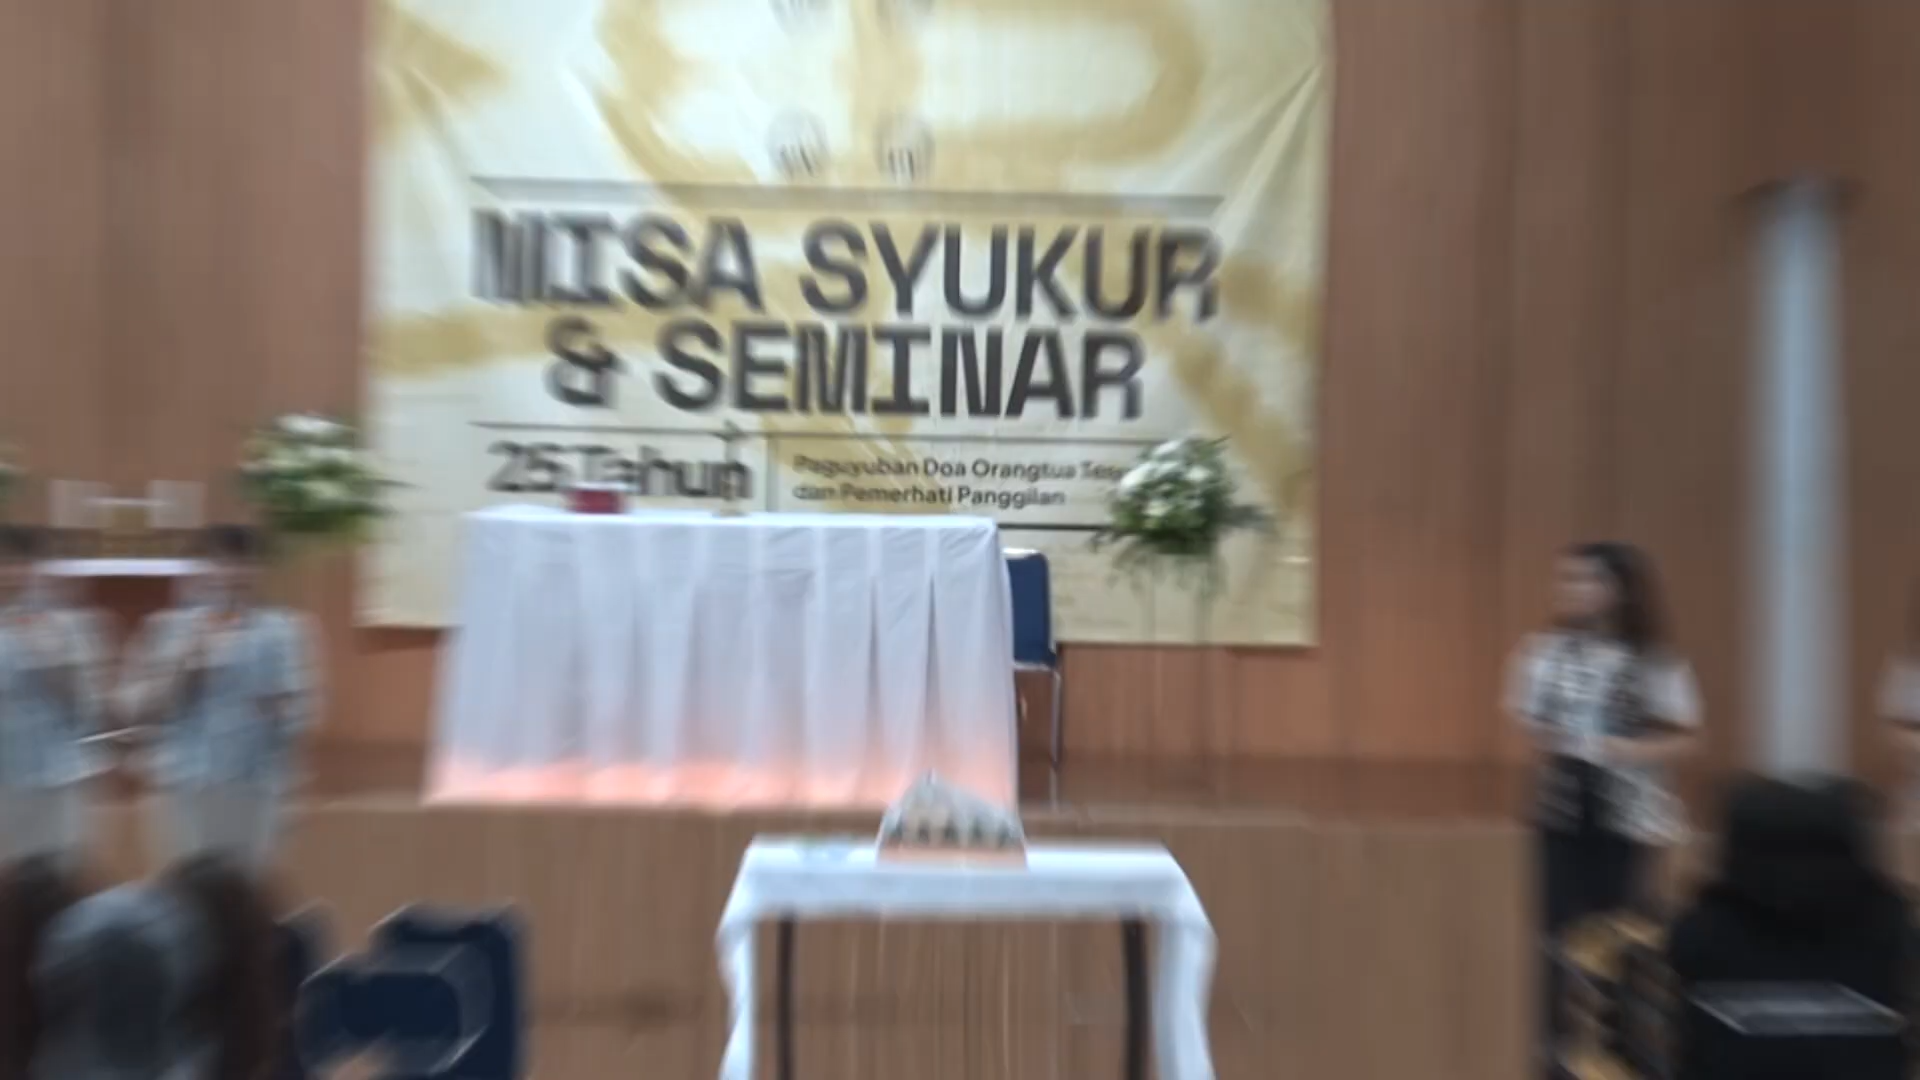 MISA SYUKUR
& SEMINAR
25 Tahun
Paguyuban Doa Orangtua
dan Pemerhati Panggilan